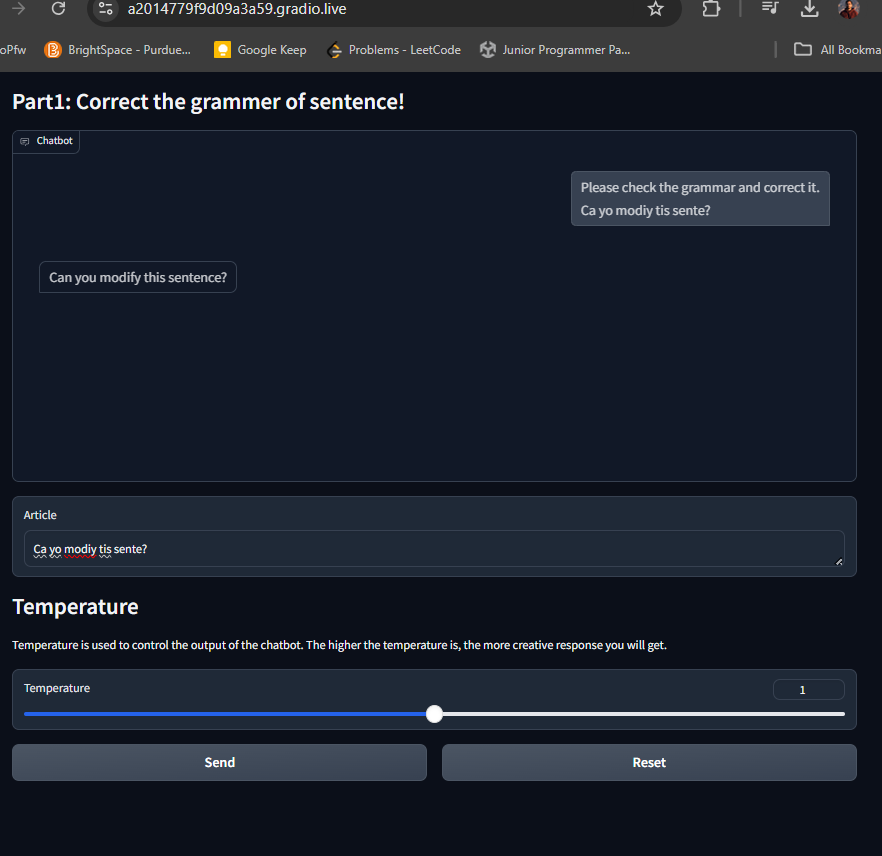 a2014779f9d09a3a59.gradio.live
oPfw
BrightSpace - Purdue...
Google Keep
Problems - LeetCode
Junior Programmer Pa...
All Bookma
Part1: Correct the grammer of sentence!
Chatbot
Please check the grammar and correct it.
Ca yo modiy tis sente?
Can you modify this sentence?
Article
Ca yo modiy tis sente?
Temperature
Temperature is used to control the output of the chatbot. The higher the temperature is, the more creative response you will get.
Temperature
1
Send
Reset